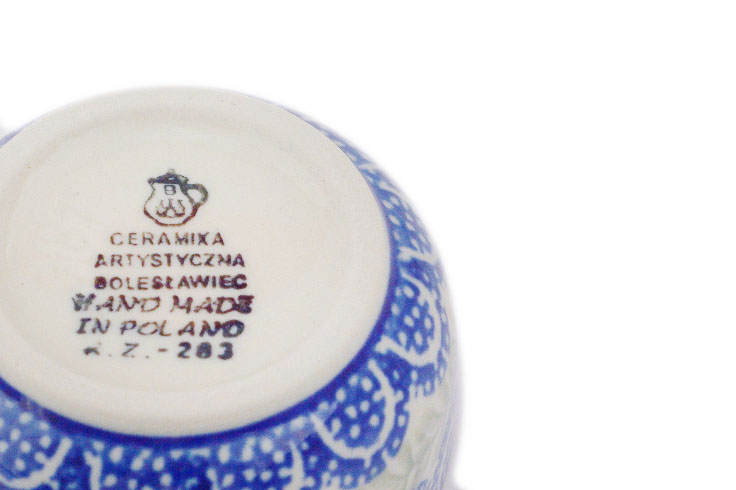 B
CERAMIKA
ARTYSTYCZNA
BOLESŁAWIEC
HAND MADE
IN POLAND
K.Z.-283